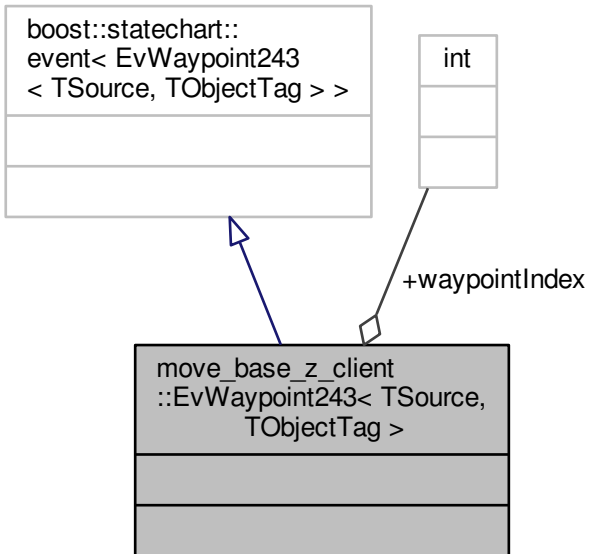 boost::statechart::
event< EvWaypoint243
< TSource, TObjectTag > >
int
+waypointIndex
move_base_z_client
::EvWaypoint243< TSource,
TObjectTag >